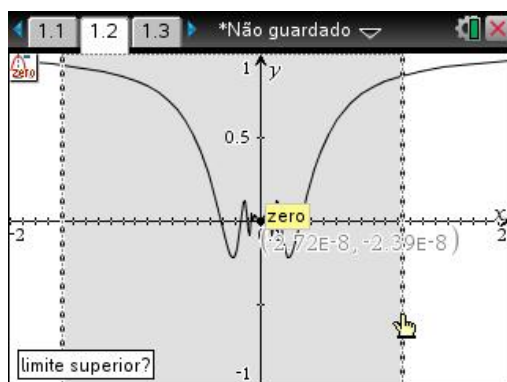 1.1 1.2 1.3 *Não guardado
zero
1 y
0.5
zero
x
-2 2
(-2.72E-8, -2.39E-8)
limite superior?
-1